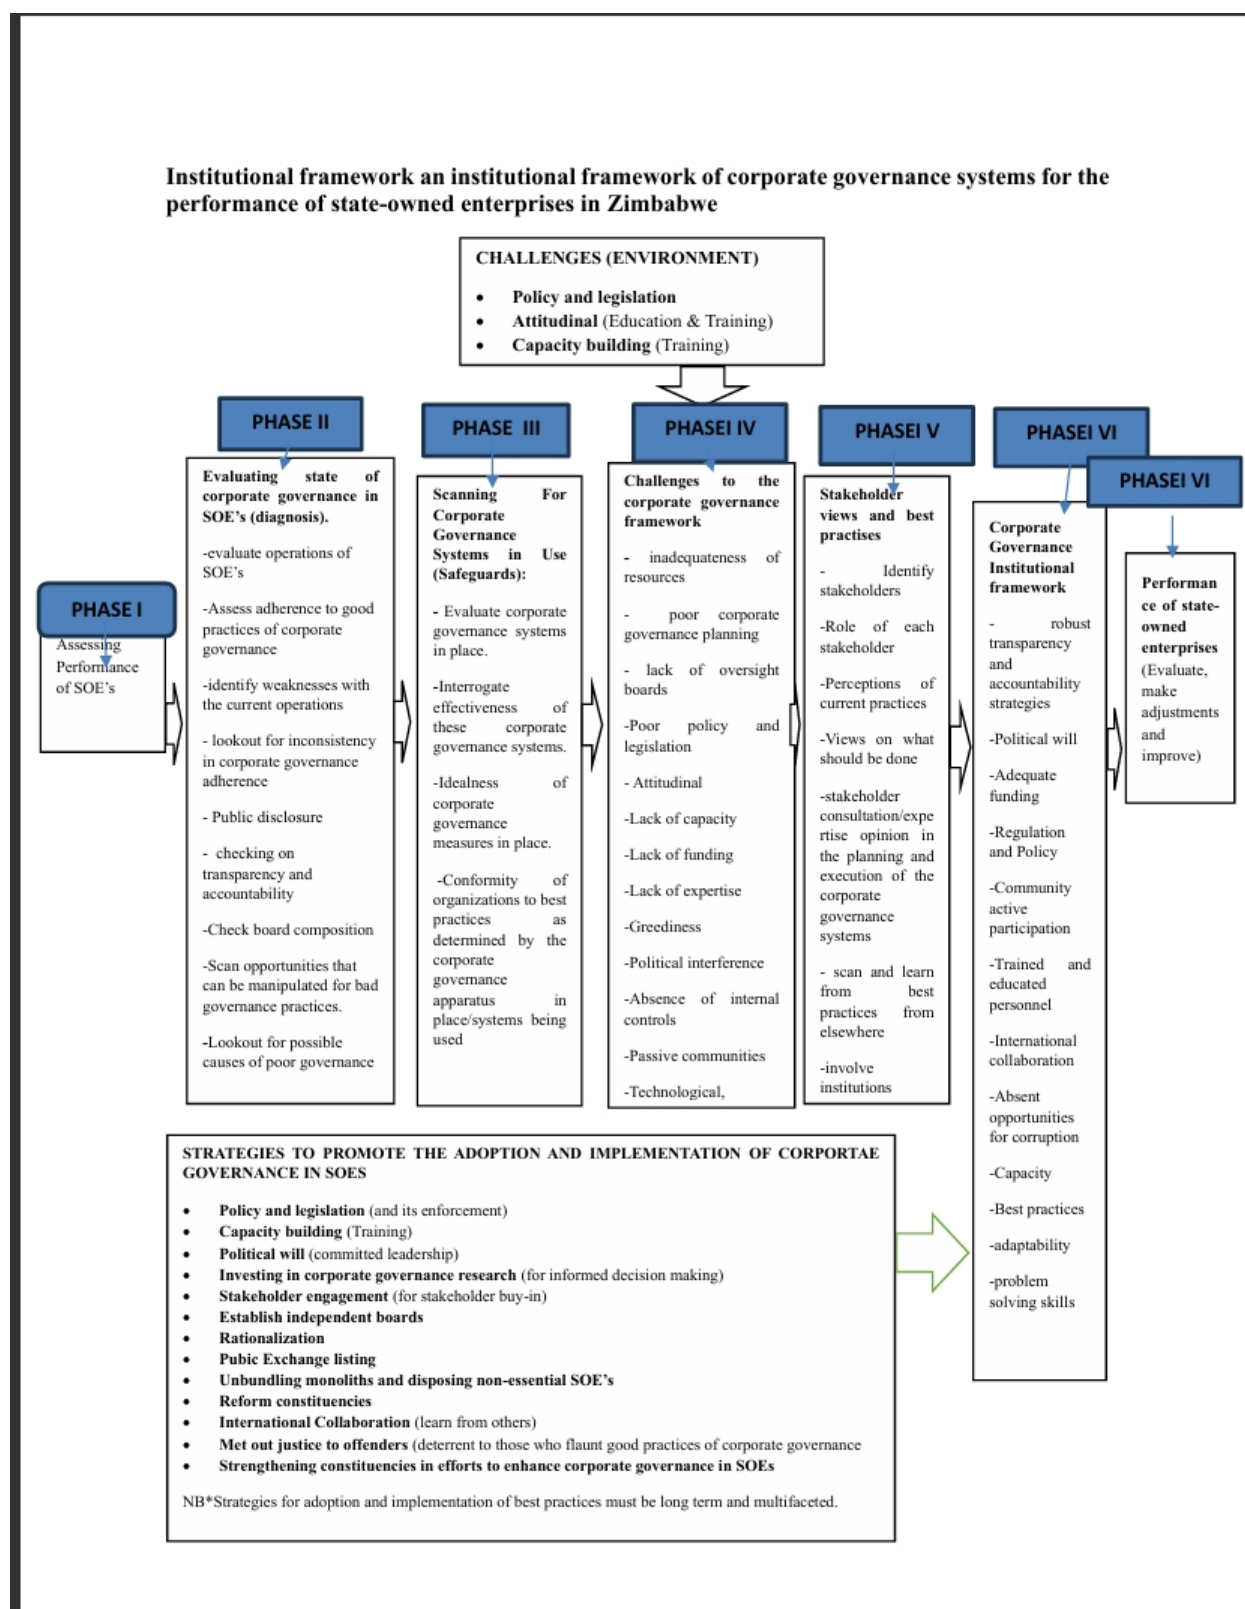 Institutional framework an institutional framework of corporate governance systems for the
performance of state-owned enterprises in Zimbabwe
CHALLENGES (ENVIRONMENT)
• Policy and legislation
• Attitudinal (Education & Training)
• Capacity building (Training)
PHASE I
Assessing
Performance
of SOE’s
PHASE II
Evaluating state of
corporate governance in
SOE’s (diagnosis).
-evaluate operations of
SOE’s
-Assess adherence to good
practices of corporate
governance
-identify weaknesses with
the current operations
- lookout for inconsistency
in corporate governance
adherence
- Public disclosure
- checking on
transparency and
accountability
-Check board composition
-Scan opportunities that
can be manipulated for bad
governance practices.
-Lookout for possible
causes of poor governance
PHASE III
Scanning For
Corporate
Governance
Systems in Use
(Safeguards):
- Evaluate corporate
governance systems
in place.
-Interrogate
effectiveness of
these corporate
governance systems.
-Idealness of
corporate
governance
measures in place.
-Conformity of
organizations to best
practices as
determined by the
corporate
governance
apparatus in
place/systems being
used
PHASEI IV
Challenges to the
corporate governance
framework
- inadequateness of
resources
- poor corporate
governance planning
- lack of oversight
boards
-Poor policy and
legislation
- Attitudinal
-Lack of capacity
-Lack of funding
-Lack of expertise
-Greediness
-Political interference
-Absence of internal
controls
-Passive communities
-Technological,
PHASEI V
Stakeholder
views and best
practises
- Identify
stakeholders
-Role of each
stakeholder
-Perceptions of
current practices
-Views on what
should be done
-stakeholder
consultation/expe
rtise opinion in
the planning and
execution of the
corporate
governance
systems
- scan and learn
from best
practices from
elsewhere
-involve
institutions
PHASEI VI
Corporate
Governance
Institutional
framework
- robust
transparency
and
accountability
strategies
-Political will
-Adequate
funding
-Regulation
and Policy
-Community
active
participation
-Trained and
educated
personnel
-International
collaboration
-Absent
opportunities
for corruption
-Capacity
-Best practices
-adaptability
-problem
solving skills
PHASEI VI
Performan
ce of state-
owned
enterprises
(Evaluate,
make
adjustments
and
improve)
STRATEGIES TO PROMOTE THE ADOPTION AND IMPLEMENTATION OF CORPORTAE
GOVERNANCE IN SOES
• Policy and legislation (and its enforcement)
• Capacity building (Training)
• Political will (committed leadership)
• Investing in corporate governance research (for informed decision making)
• Stakeholder engagement (for stakeholder buy-in)
• Establish independent boards
• Rationalization
• Pubic Exchange listing
• Unbundling monoliths and disposing non-essential SOE’s
• Reform constituencies
• International Collaboration (learn from others)
• Met out justice to offenders (deterrent to those who flaunt good practices of corporate governance
• Strengthening constituencies in efforts to enhance corporate governance in SOEs
NB*Strategies for adoption and implementation of best practices must be long term and multifaceted.